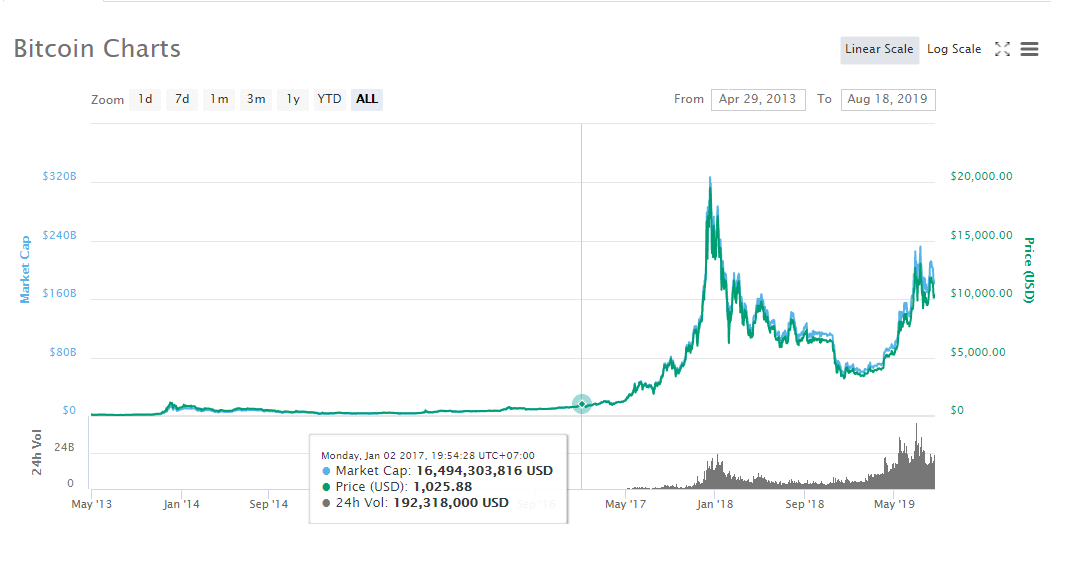 Bitcoin Charts
Linear Scale Log Scale
Zoom 1d 7d 1m 3m 1y YTD ALL From Apr 29, 2013 To Aug 18, 2019
$320B $20,000.00
$240B $15,000.00
Market Cap Price (USD)
$160B $10,000.00
$80B $5,000.00
$0 $0
24h Vol
24B
0
Monday, Jan 02 2017, 19:54:28 UTC+07:00
Market Cap: 16,494,303,816 USD
Price (USD): 1,025.88
24h Vol: 192,318,000 USD
May '13 Jan '14 Sep '14 Sep '16 May '17 Jan '18 Sep '18 May '19